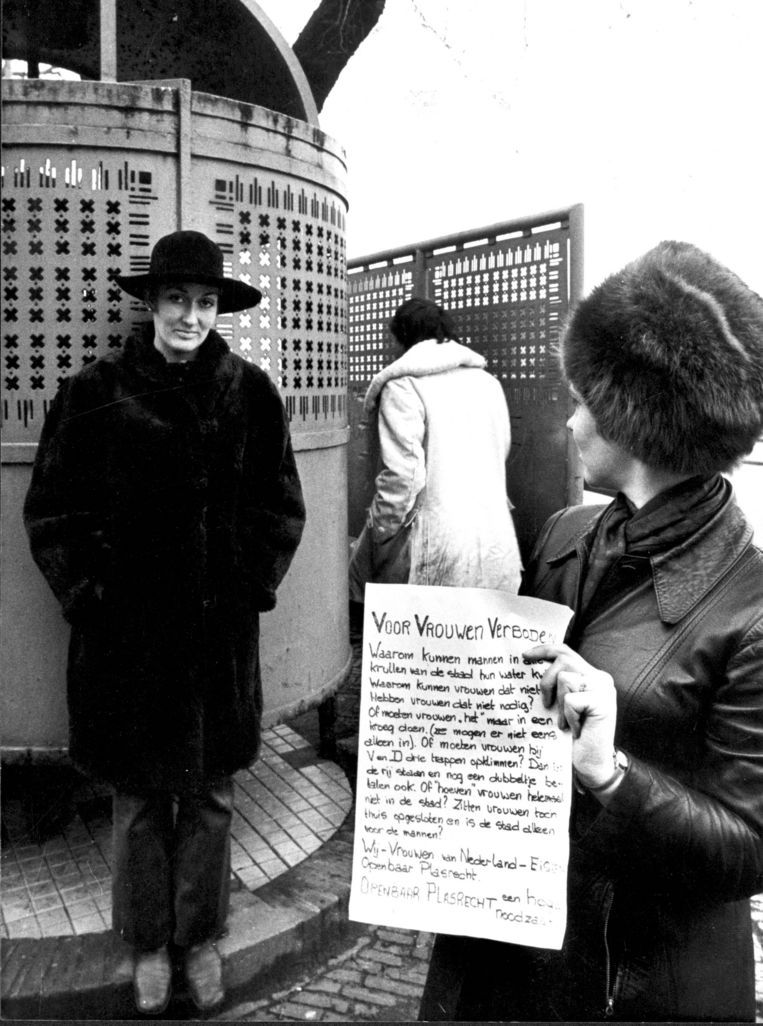 VOOR VROUWEN VERBODEN
Waarom kunnen mannen in alle
krullen van de stad hun water
Waarom kunnen vrouwen dat niet
Hebben vrouwen dat niet nodig?
Of moeten vrouwen „het" maar in een
kroeg doen. (ze mogen er niet eens
alleen in). Of moeten vrouwen bij
V en D drie trappen opklimmen? Dan in
de rij staan en nog een dubbeltje be-
talen ook. Of "hoeven" vrouwen helemaal
niet in de stad? Zitten vrouwen toch
thuis opgesloten en is de stad alleen
voor de mannen?
Wij-Vrouwen van Nederland-
Openbaar Plasrecht.
OPENBAAR PLASRECHT een